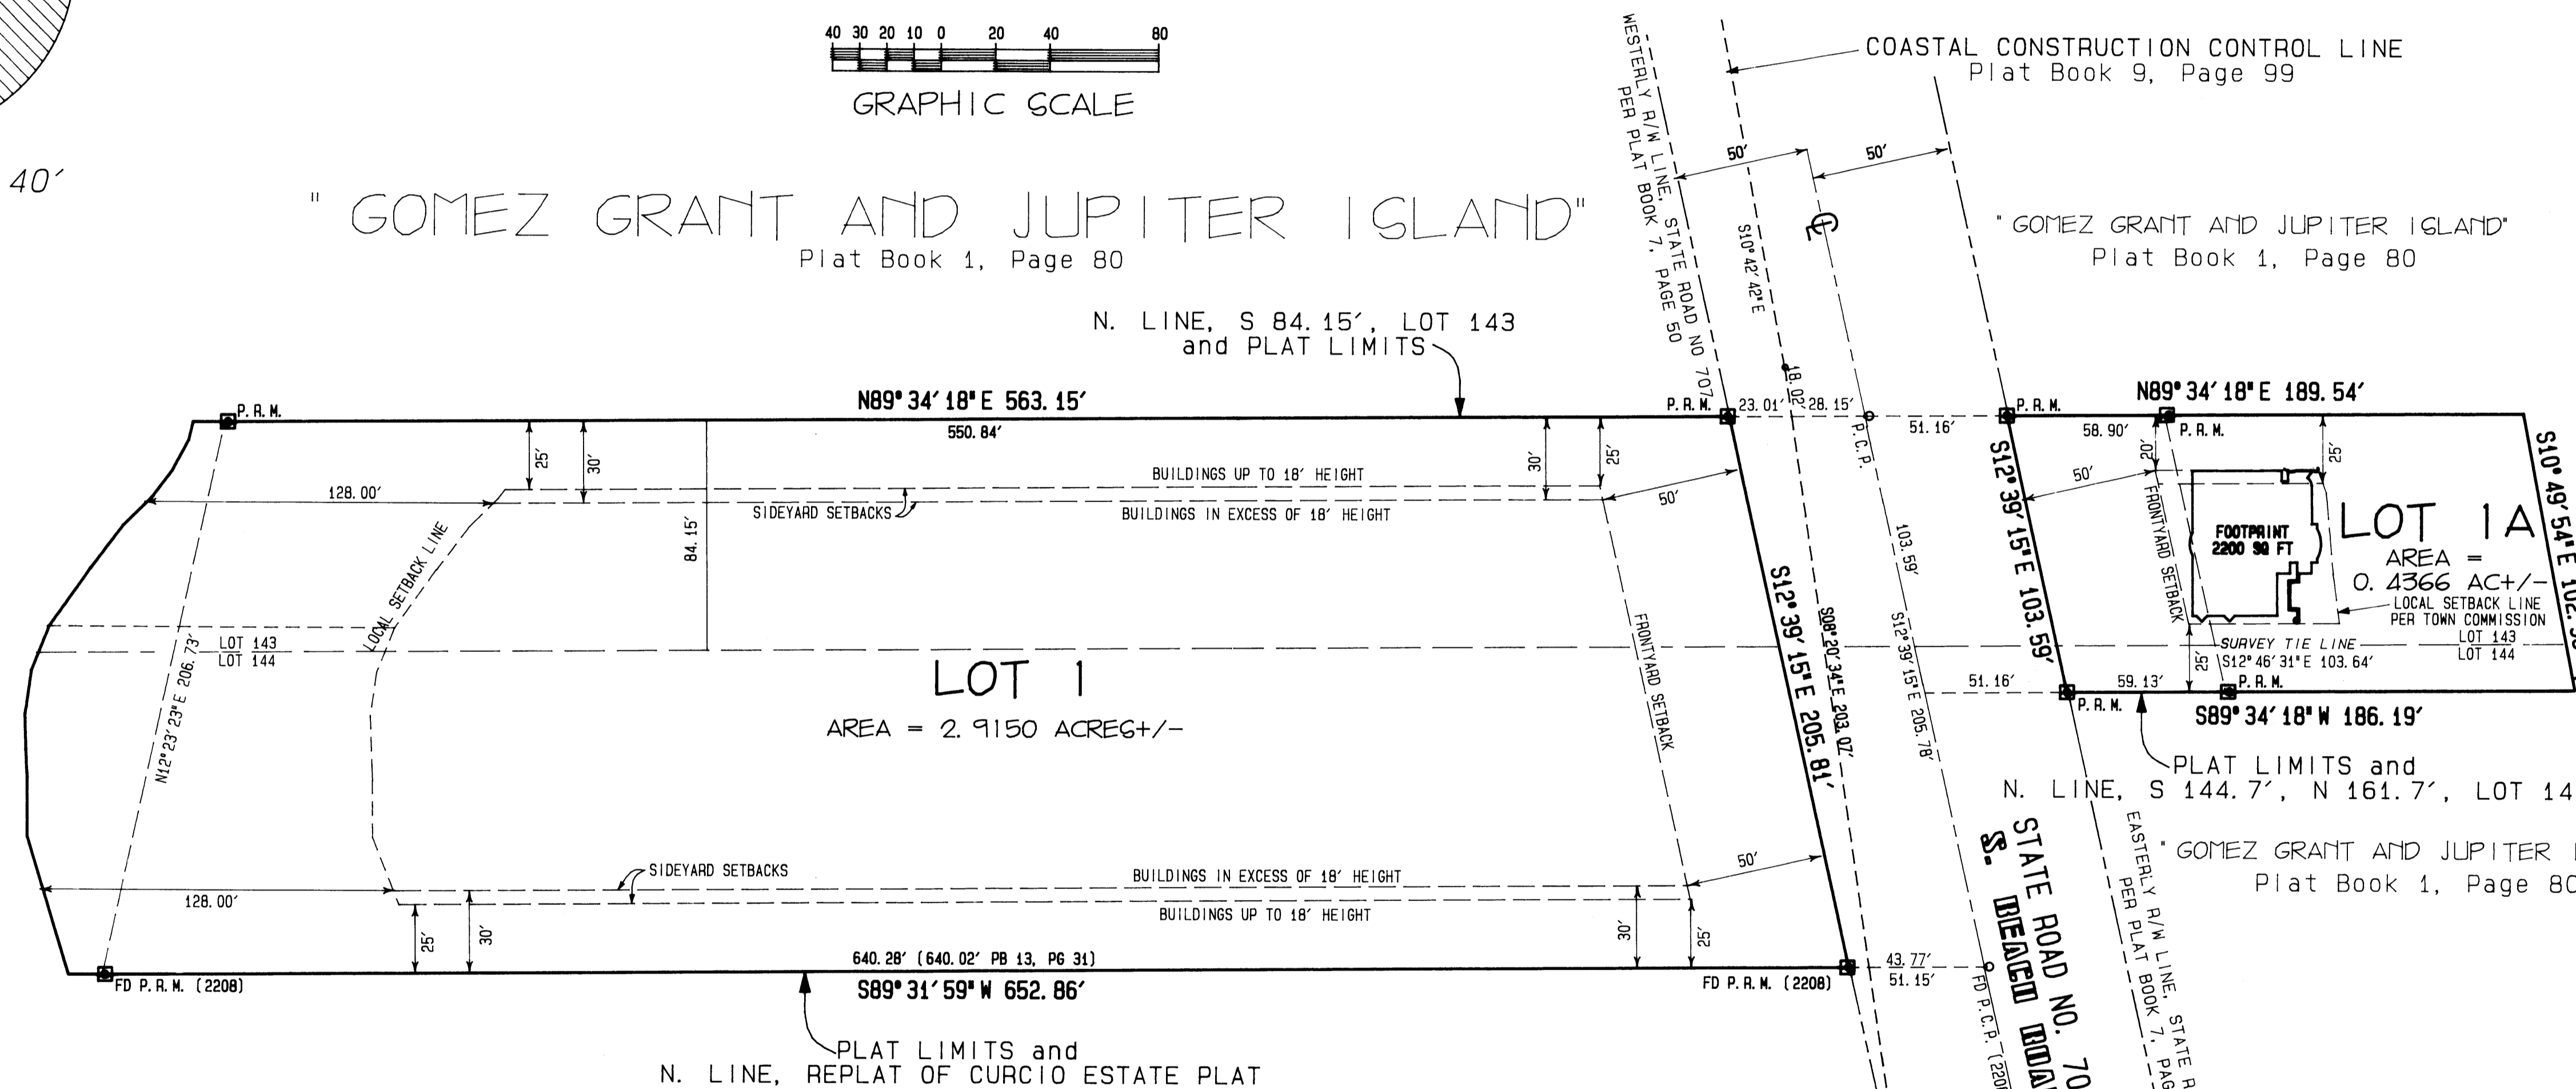 40 30 20 10 0 20 40 80
GRAPHIC SCALE
40'
"GOMEZ GRANT AND JUPITER ISLAND"
Plat Book 1, Page 80
WESTERLY R/W LINE, STATE ROAD NO 707
PER PLAT BOOK 7, PAGE 50
COASTAL CONSTRUCTION CONTROL LINE
Plat Book 9, Page 99
50'
50'
S10°42'42"E
CL
"GOMEZ GRANT AND JUPITER ISLAND"
Plat Book 1, Page 80
N. LINE, S 84.15', LOT 143
and PLAT LIMITS
P.R.M.
N89°34'18"E 563.15'
550.84'
P.R.M.
23.01'
18.02'
28.15'
P.C.P.
51.16'
P.R.M.
N89°34'18"E 189.54'
58.90'
P.R.M.
25'
30'
30'
25'
128.00'
BUILDINGS UP TO 18' HEIGHT
SIDEYARD SETBACKS
BUILDINGS IN EXCESS OF 18' HEIGHT
50'
84.15'
LOCAL SETBACK LINE
LOT 143
LOT 144
N12°23'23"E 206.73'
LOT 1
AREA = 2.9150 ACRES+/-
FRONTYARD SETBACK
S12°39'15"E 205.81'
S08°20'34"E 203.07'
103.59'
S12°39'15"E 205.78'
S12°39'15"E 103.59'
50'
20'
25'
FRONTYARD SETBACK
FOOTPRINT
2200 SQ FT
LOT 1A
AREA =
0.4366 AC+/-
LOCAL SETBACK LINE
PER TOWN COMMISSION
S10°49'54"E
SURVEY TIE LINE
S12°46'31"E 103.64'
LOT 143
LOT 144
25'
51.16'
59.13'
P.R.M.
P.R.M.
S89°34'18"W 186.19'
PLAT LIMITS and
N. LINE, S 144.7', N 161.7', LOT 14
"GOMEZ GRANT AND JUPITER
Plat Book 1, Page 80
SIDEYARD SETBACKS
BUILDINGS IN EXCESS OF 18' HEIGHT
BUILDINGS UP TO 18' HEIGHT
50'
128.00'
25'
30'
30'
25'
640.28' (640.02' PB 13, PG 31)
S89°31'59"W 652.86'
FD P.R.M. (2208)
FD P.R.M. (2208)
43.77'
51.15'
FD P.C.P. (220
STATE ROAD NO. 70
S. BEACH ROA
EASTERLY R/W LINE, STATE R
PER PLAT BOOK 7, PAG
PLAT LIMITS and
N. LINE, REPLAT OF CURCIO ESTATE PLAT